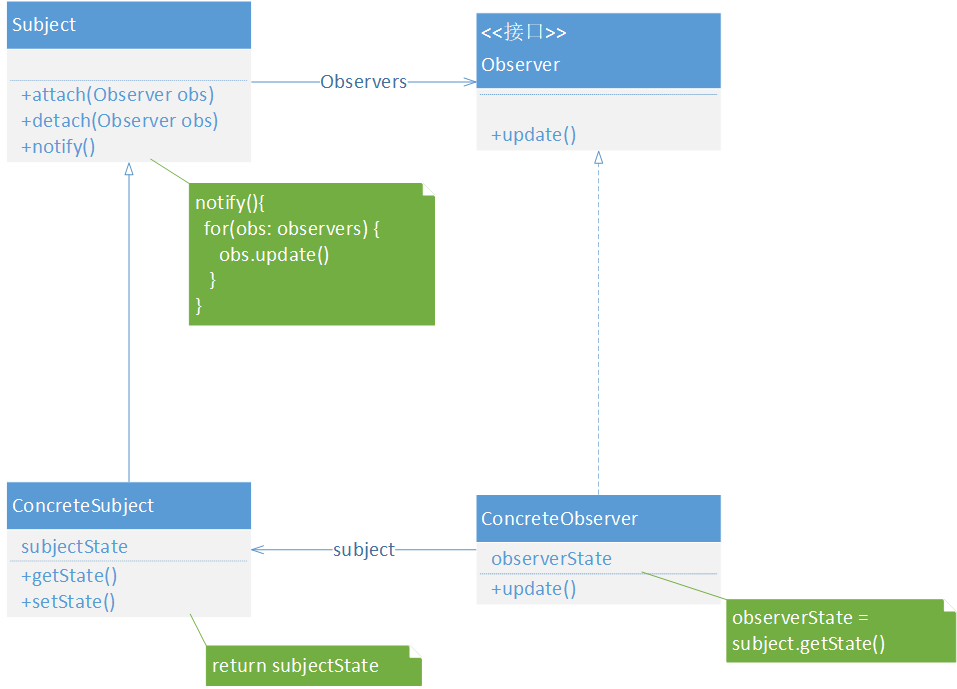 Subject
+attach(Observer obs)
+detach(Observer obs)
+notify()
Observers
<<接口>>
Observer
+update()
notify(){
for(obs: observers) {
obs.update()
}
}
ConcreteSubject
subjectState
+getState()
+setState()
subject
ConcreteObserver
observerState
+update()
return subjectState
observerState =
subject.getState()